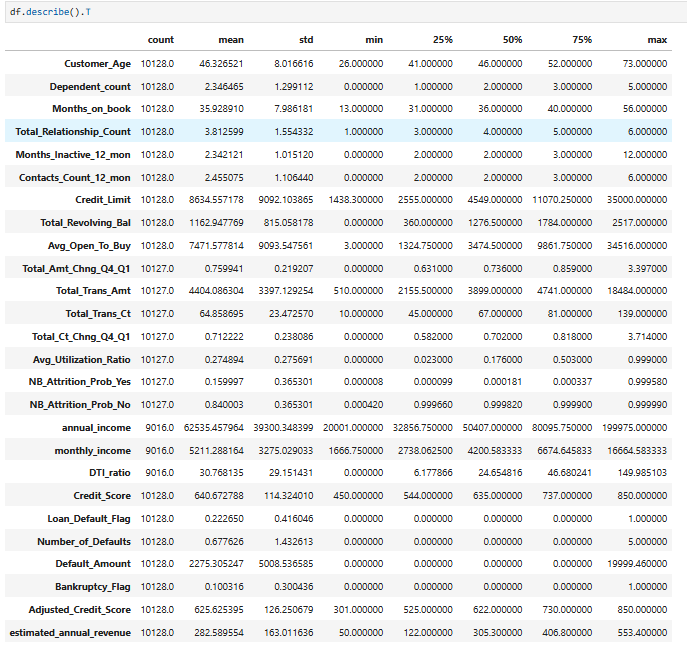 df.describe().T
count mean std min 25% 50% 75% max
Customer_Age 10128.0 46.326521 8.016616 26.000000 41.000000 46.000000 52.000000 73.000000
Dependent_count 10128.0 2.346465 1.299112 0.000000 1.000000 2.000000 3.000000 5.000000
Months_on_book 10128.0 35.928910 7.986181 13.000000 31.000000 36.000000 40.000000 56.000000
Total_Relationship_Count 10128.0 3.812599 1.554332 1.000000 3.000000 4.000000 5.000000 6.000000
Months_Inactive_12_mon 10128.0 2.342121 1.015120 0.000000 2.000000 2.000000 3.000000 12.000000
Contacts_Count_12_mon 10128.0 2.455075 1.106440 0.000000 2.000000 2.000000 3.000000 6.000000
Credit_Limit 10128.0 8634.557178 9092.103865 1438.300000 2555.000000 4549.000000 11070.250000 35000.000000
Total_Revolving_Bal 10128.0 1162.947769 815.058178 0.000000 360.000000 1276.500000 1784.000000 2517.000000
Avg_Open_To_Buy 10128.0 7471.577814 9093.547561 3.000000 1324.750000 3474.500000 9861.750000 34516.000000
Total_Amt_Chng_Q4_Q1 10127.0 0.759941 0.219207 0.000000 0.631000 0.736000 0.859000 3.397000
Total_Trans_Amt 10127.0 4404.086304 3397.129254 510.000000 2155.500000 3899.000000 4741.000000 18484.000000
Total_Trans_Ct 10127.0 64.858695 23.472570 10.000000 45.000000 67.000000 81.000000 139.000000
Total_Ct_Chng_Q4_Q1 10127.0 0.712222 0.238086 0.000000 0.582000 0.702000 0.818000 3.714000
Avg_Utilization_Ratio 10127.0 0.274894 0.275691 0.000000 0.023000 0.176000 0.503000 0.999000
NB_Attrition_Prob_Yes 10127.0 0.159997 0.365301 0.000008 0.000099 0.000181 0.000337 0.999580
NB_Attrition_Prob_No 10127.0 0.840003 0.365301 0.000420 0.999660 0.999820 0.999900 0.999990
annual_income 9016.0 62535.457964 39300.348399 20001.000000 32856.750000 50407.000000 80095.750000 199975.000000
monthly_income 9016.0 5211.288164 3275.029033 1666.750000 2738.062500 4200.583333 6674.645833 16664.583333
DTI_ratio 9016.0 30.768135 29.151431 0.000000 6.177866 24.654816 46.680241 149.985103
Credit_Score 10128.0 640.672788 114.324010 450.000000 544.000000 635.000000 737.000000 850.000000
Loan_Default_Flag 10128.0 0.222650 0.416046 0.000000 0.000000 0.000000 0.000000 1.000000
Number_of_Defaults 10128.0 0.677626 1.432613 0.000000 0.000000 0.000000 0.000000 5.000000
Default_Amount 10128.0 2275.305247 5008.536585 0.000000 0.000000 0.000000 0.000000 19999.460000
Bankruptcy_Flag 10128.0 0.100316 0.300436 0.000000 0.000000 0.000000 0.000000 1.000000
Adjusted_Credit_Score 10128.0 625.625395 126.250679 301.000000 525.000000 622.000000 730.000000 850.000000
estimated_annual_revenue 10128.0 282.589554 163.011636 50.000000 122.000000 305.300000 406.800000 553.400000